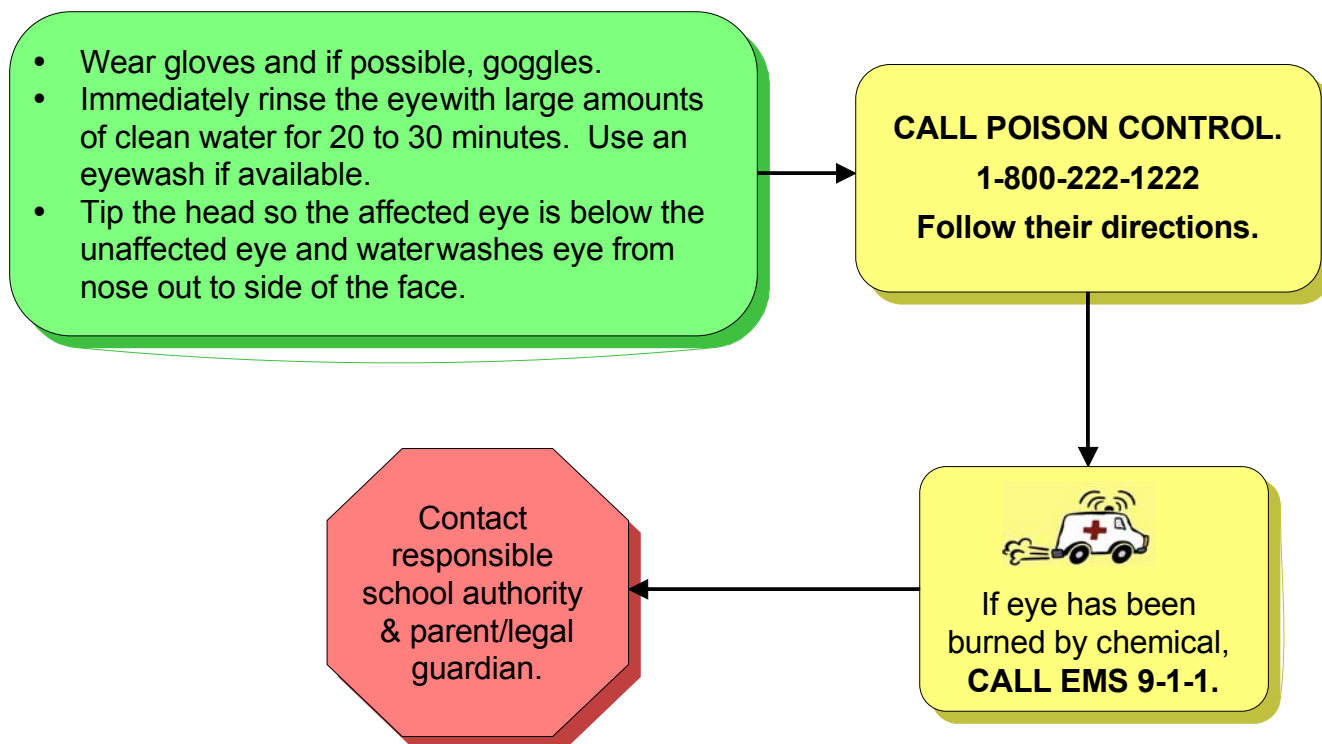 • Wear gloves and if possible, goggles.
• Immediately rinse the eyewith large amounts
of clean water for 20 to 30 minutes. Use an
eyewash if available.
• Tip the head so the affected eye is below the
unaffected eye and waterwashes eye from
nose out to side of the face.
CALL POISON CONTROL.
1-800-222-1222
Follow their directions.
If eye has been
burned by chemical,
CALL EMS 9-1-1.
Contact
responsible
school authority
& parent/legal
guardian.